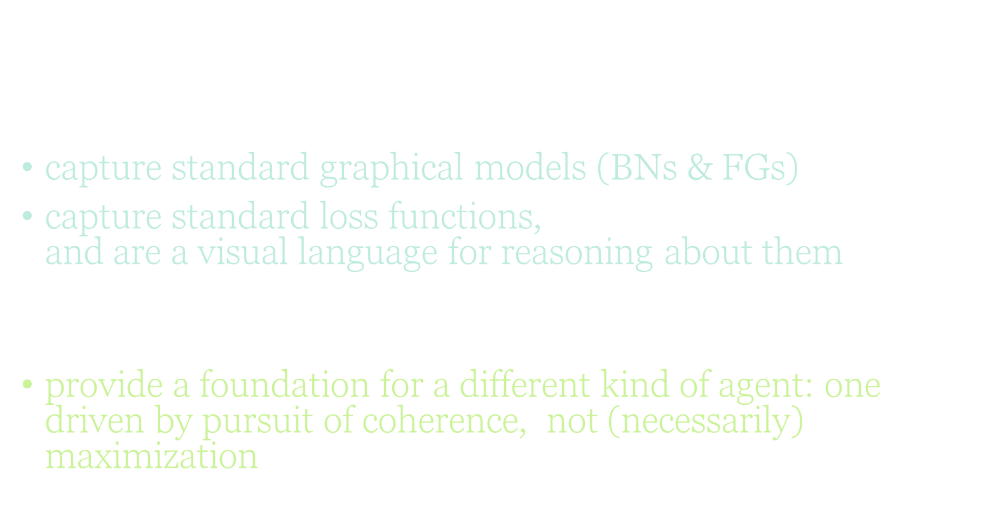 • capture standard graphical models (BNs & FGs)
• capture standard loss functions,
and are a visual language for reasoning about them
• provide a foundation for a different kind of agent: one
driven by pursuit of coherence,  not (necessarily)
maximization